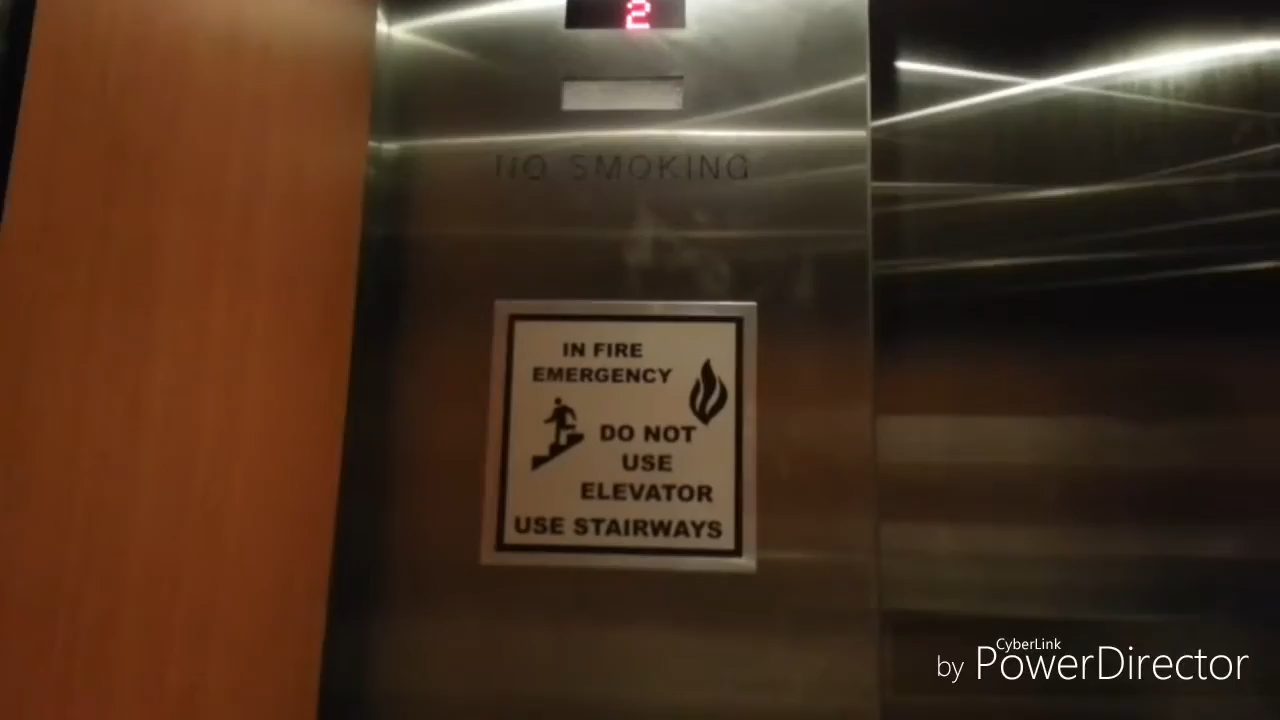 2
NO SMOKING
IN FIRE
EMERGENCY
DO NOT
USE
ELEVATOR
USE STAIRWAYS
CyberLink
by PowerDirector